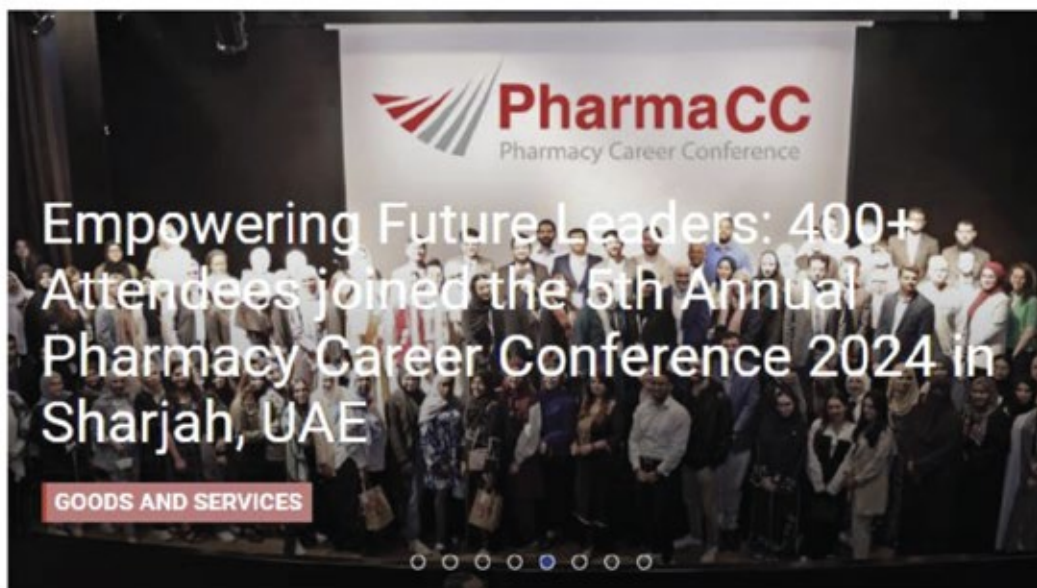 PharmaCC
Pharmacy Career Conference
Empowering Future Leaders: 400+
Attendees joined the 5th Annual
Pharmacy Career Conference 2024 in
Sharjah, UAE
GOODS AND SERVICES